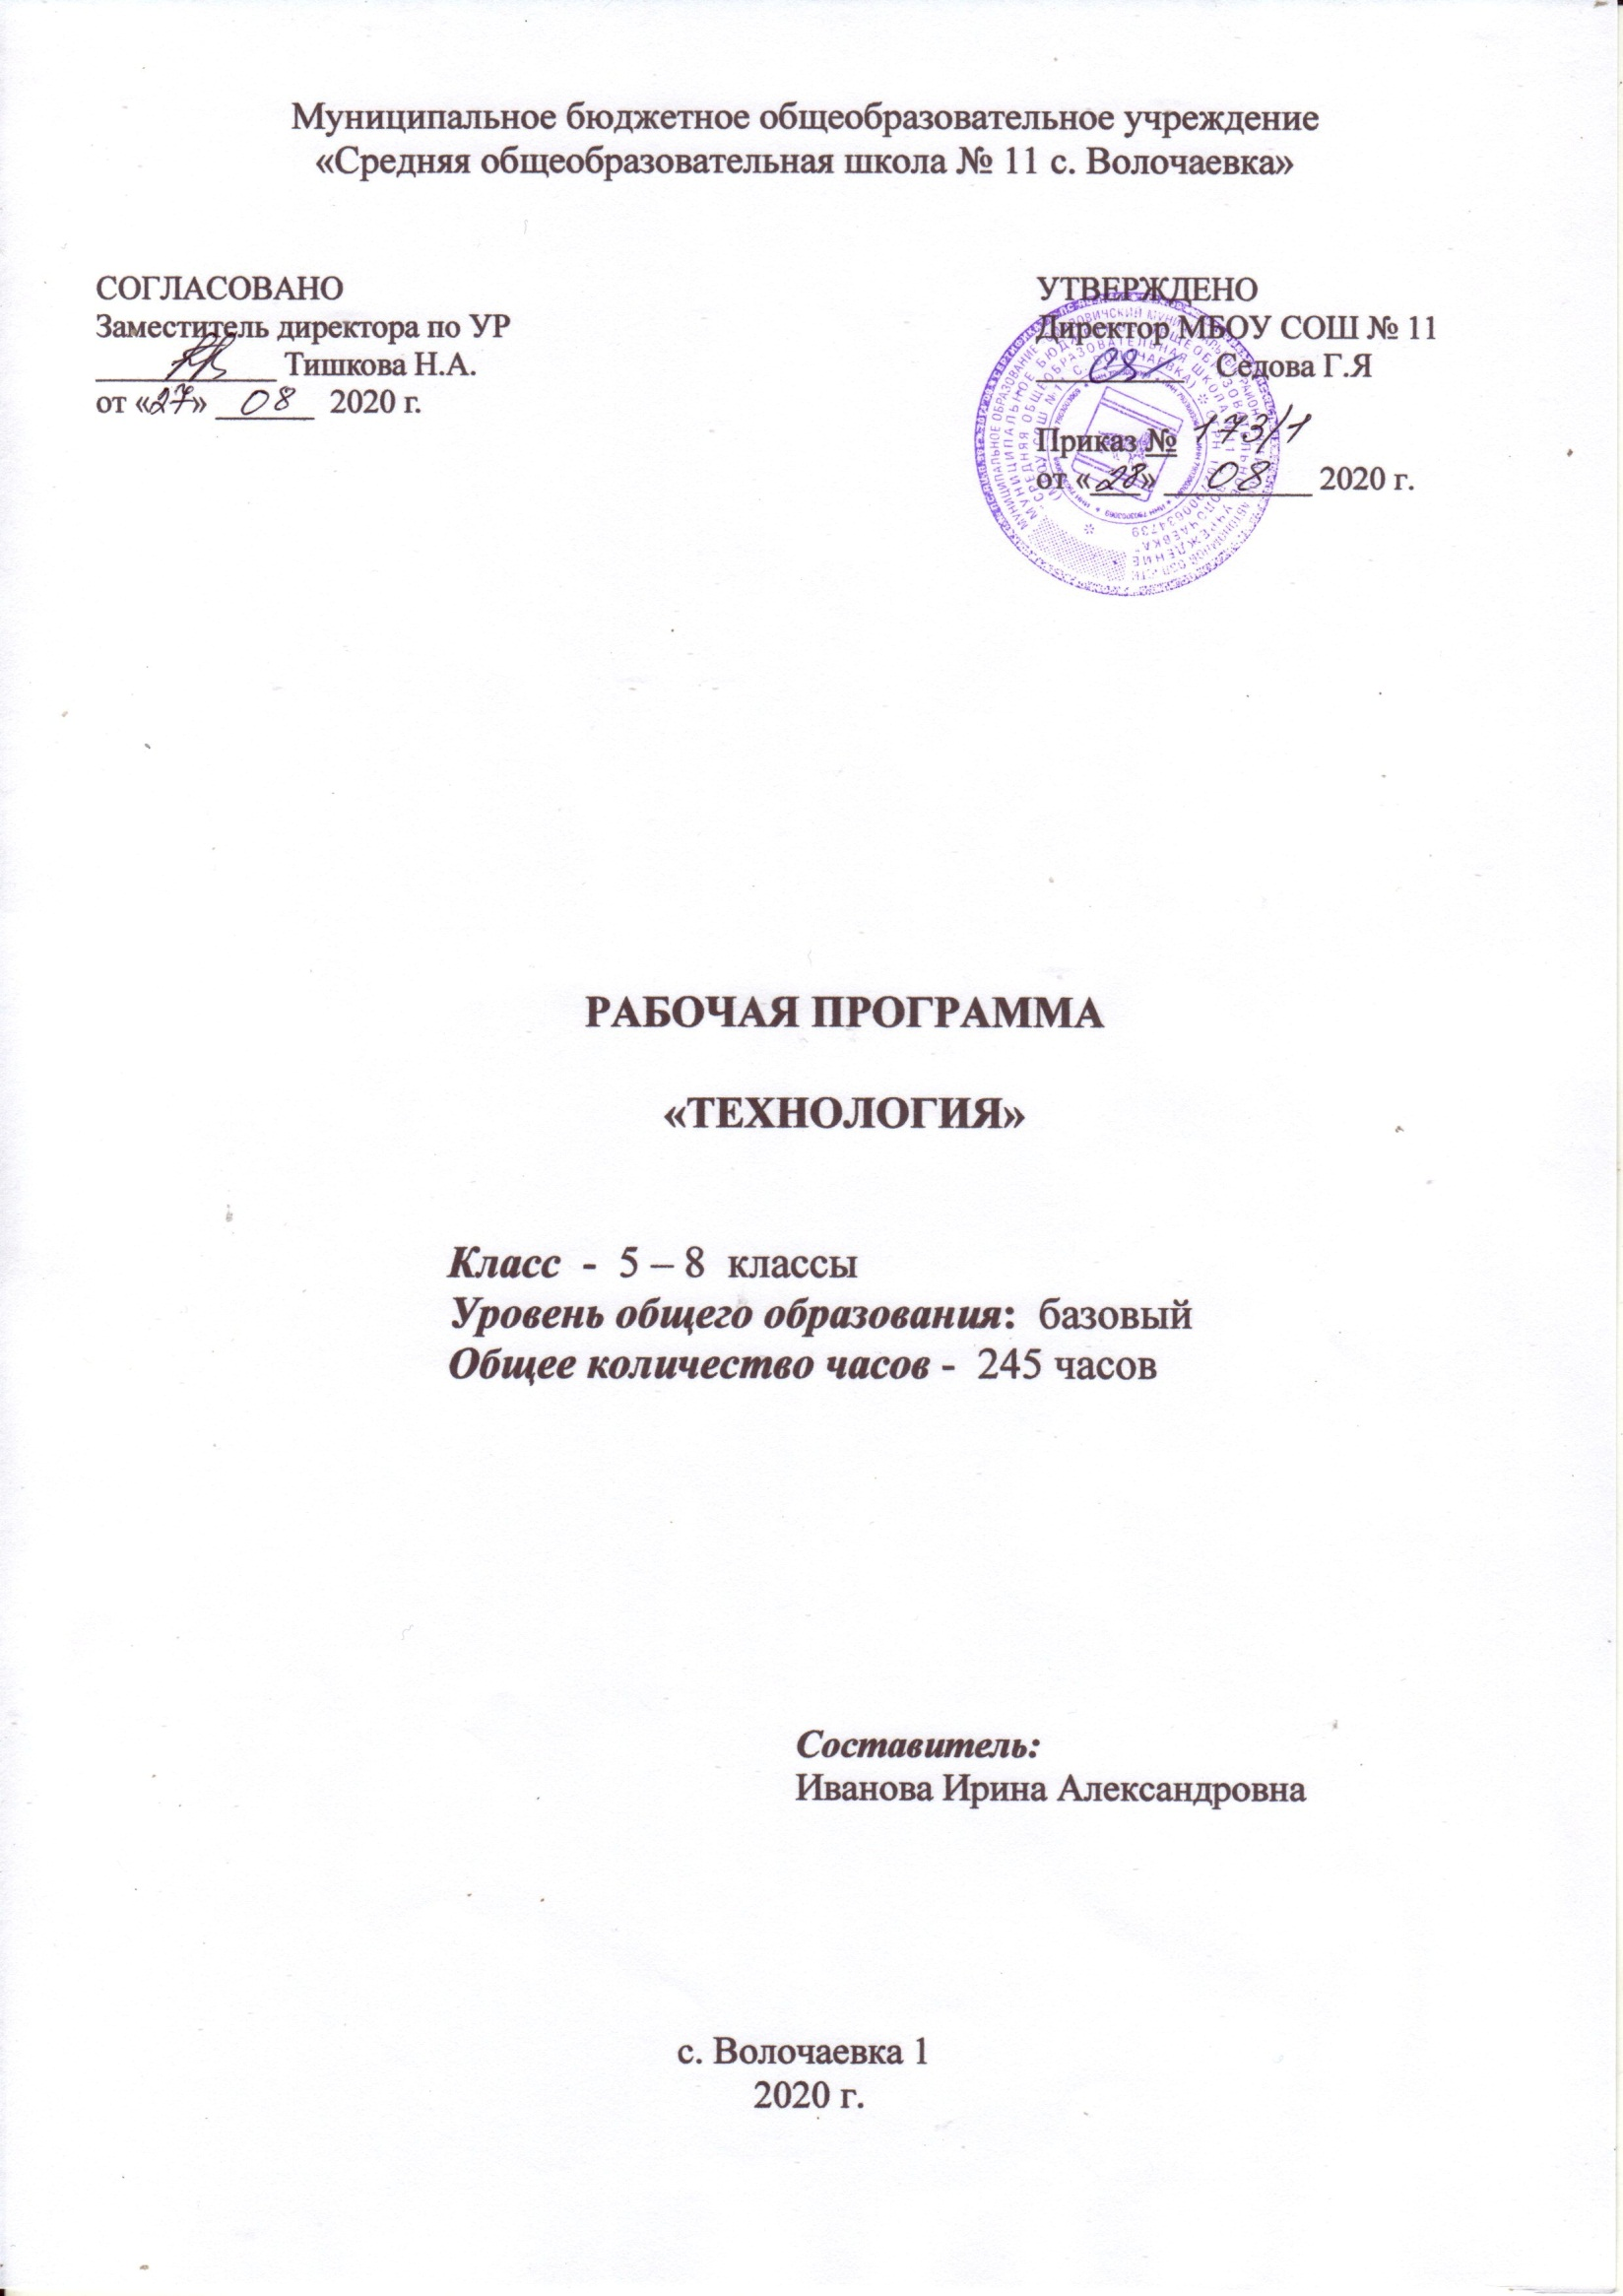 Муниципальное бюджетное общеобразовательное учреждение
«Средняя общеобразовательная школа № 11 с. Волочаевка»
СОГЛАСОВАНО
Заместитель директора по УР
Тишкова Н.А.
от «27» 08 2020 г.
УТВЕРЖДЕНО
Директор МБОУ СОШ № 11
Седова Г.Я
Приказ № 173/1
от «28» 08 2020 г.
РАБОЧАЯ ПРОГРАММА
«ТЕХНОЛОГИЯ»
Класс - 5 – 8 классы
Уровень общего образования: базовый
Общее количество часов - 245 часов
Составитель:
Иванова Ирина Александровна
с. Волочаевка 1
2020 г.